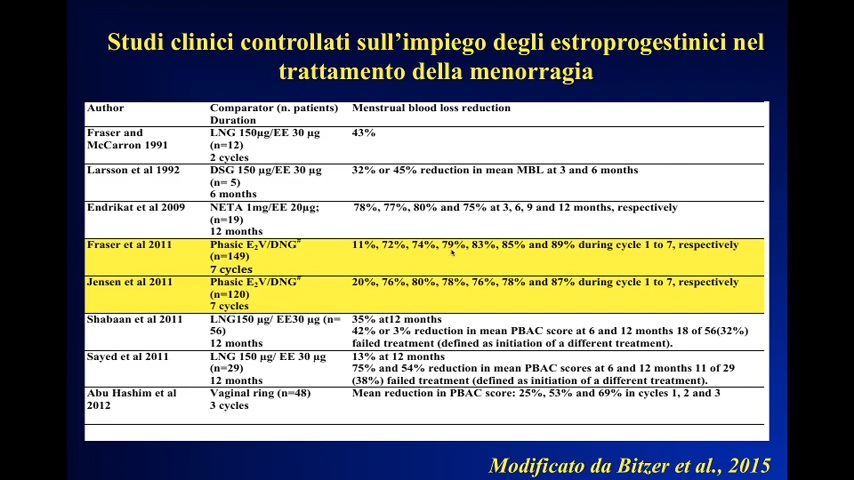 Studi clinici controllati sull'impiego degli estroprogestinici nel
trattamento della menorragia
Author Comparator (n. patients) Menstrual blood loss reduction
Duration
Fraser and LNG 150µg/EE 30 µg 43%
McCarron 1991 (n=12)
2 cycles
Larsson et al 1992 DSG 150 µg/EE 30 µg 32% or 45% reduction in mean MBL at 3 and 6 months
(n= 5)
6 months
Endrikat et al 2009 NETA 1mg/EE 20µg; 78%, 77%, 80% and 75% at 3, 6, 9 and 12 months, respectively
(n=19)
12 months
Fraser et al 2011 Phasic E₂V/DNG# 11%, 72%, 74%, 79%, 83%, 85% and 89% during cycle 1 to 7, respectively
(n=149)
7 cycles
Jensen et al 2011 Phasic E₂V/DNG# 20%, 76%, 80%, 78%, 76%, 78% and 87% during cycle 1 to 7, respectively
(n=120)
7 cycles
Shabaan et al 2011 LNG150 µg/ EE30 µg (n= 35% at12 months
56) 42% or 3% reduction in mean PBAC score at 6 and 12 months 18 of 56(32%)
12 months failed treatment (defined as initiation of a different treatment).
Sayed et al 2011 LNG 150 µg/ EE 30 µg 13% at 12 months
(n=29) 75% and 54% reduction in mean PBAC scores at 6 and 12 months 11 of 29
12 months (38%) failed treatment (defined as initiation of a different treatment).
Abu Hashim et al Vaginal ring (n=48) Mean reduction in PBAC score: 25%, 53% and 69% in cycles 1, 2 and 3
2012 3 cycles
Modificato da Bitzer et al., 2015